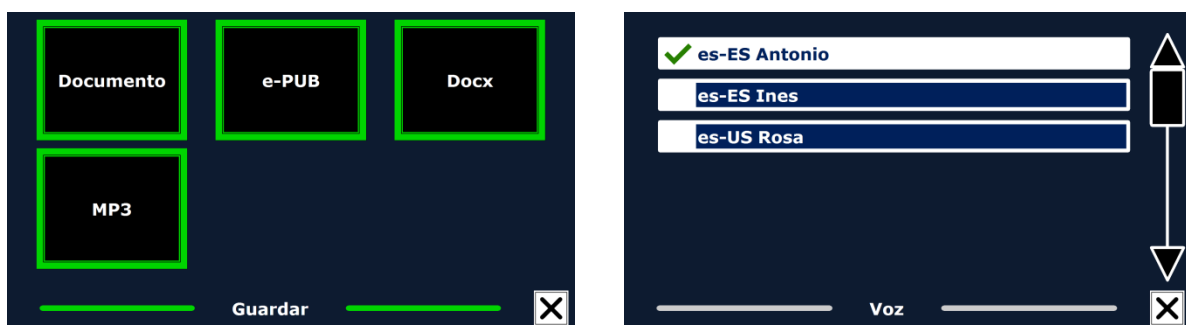 Documento
e-PUB
Docx
MP3
Guardar
es-ES Antonio
es-ES Ines
es-US Rosa
Voz